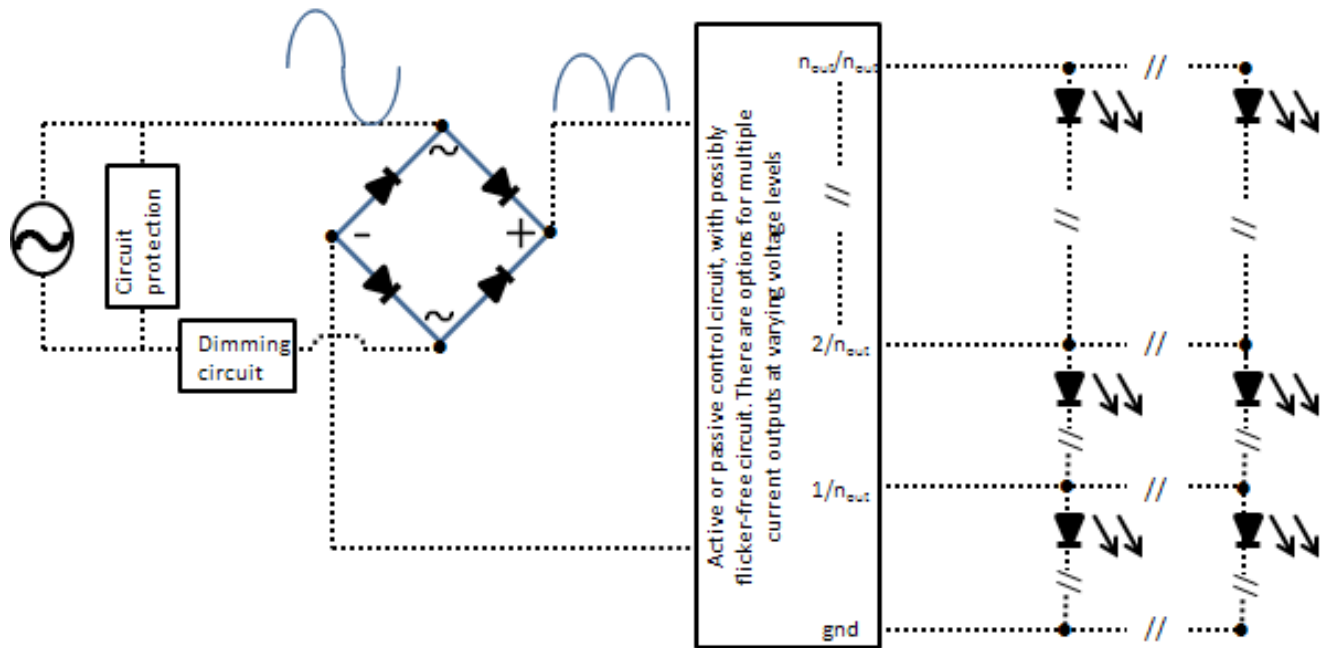 Circuit
protection
Dimming
circuit
~
-
+
~
Active or passive control circuit, with possibly
flicker-free circuit. There are options for multiple
current outputs at varying voltage levels
nout/nout
//
2/nout
1/nout
gnd
//
//
//
//
//
//
//
//
//
//